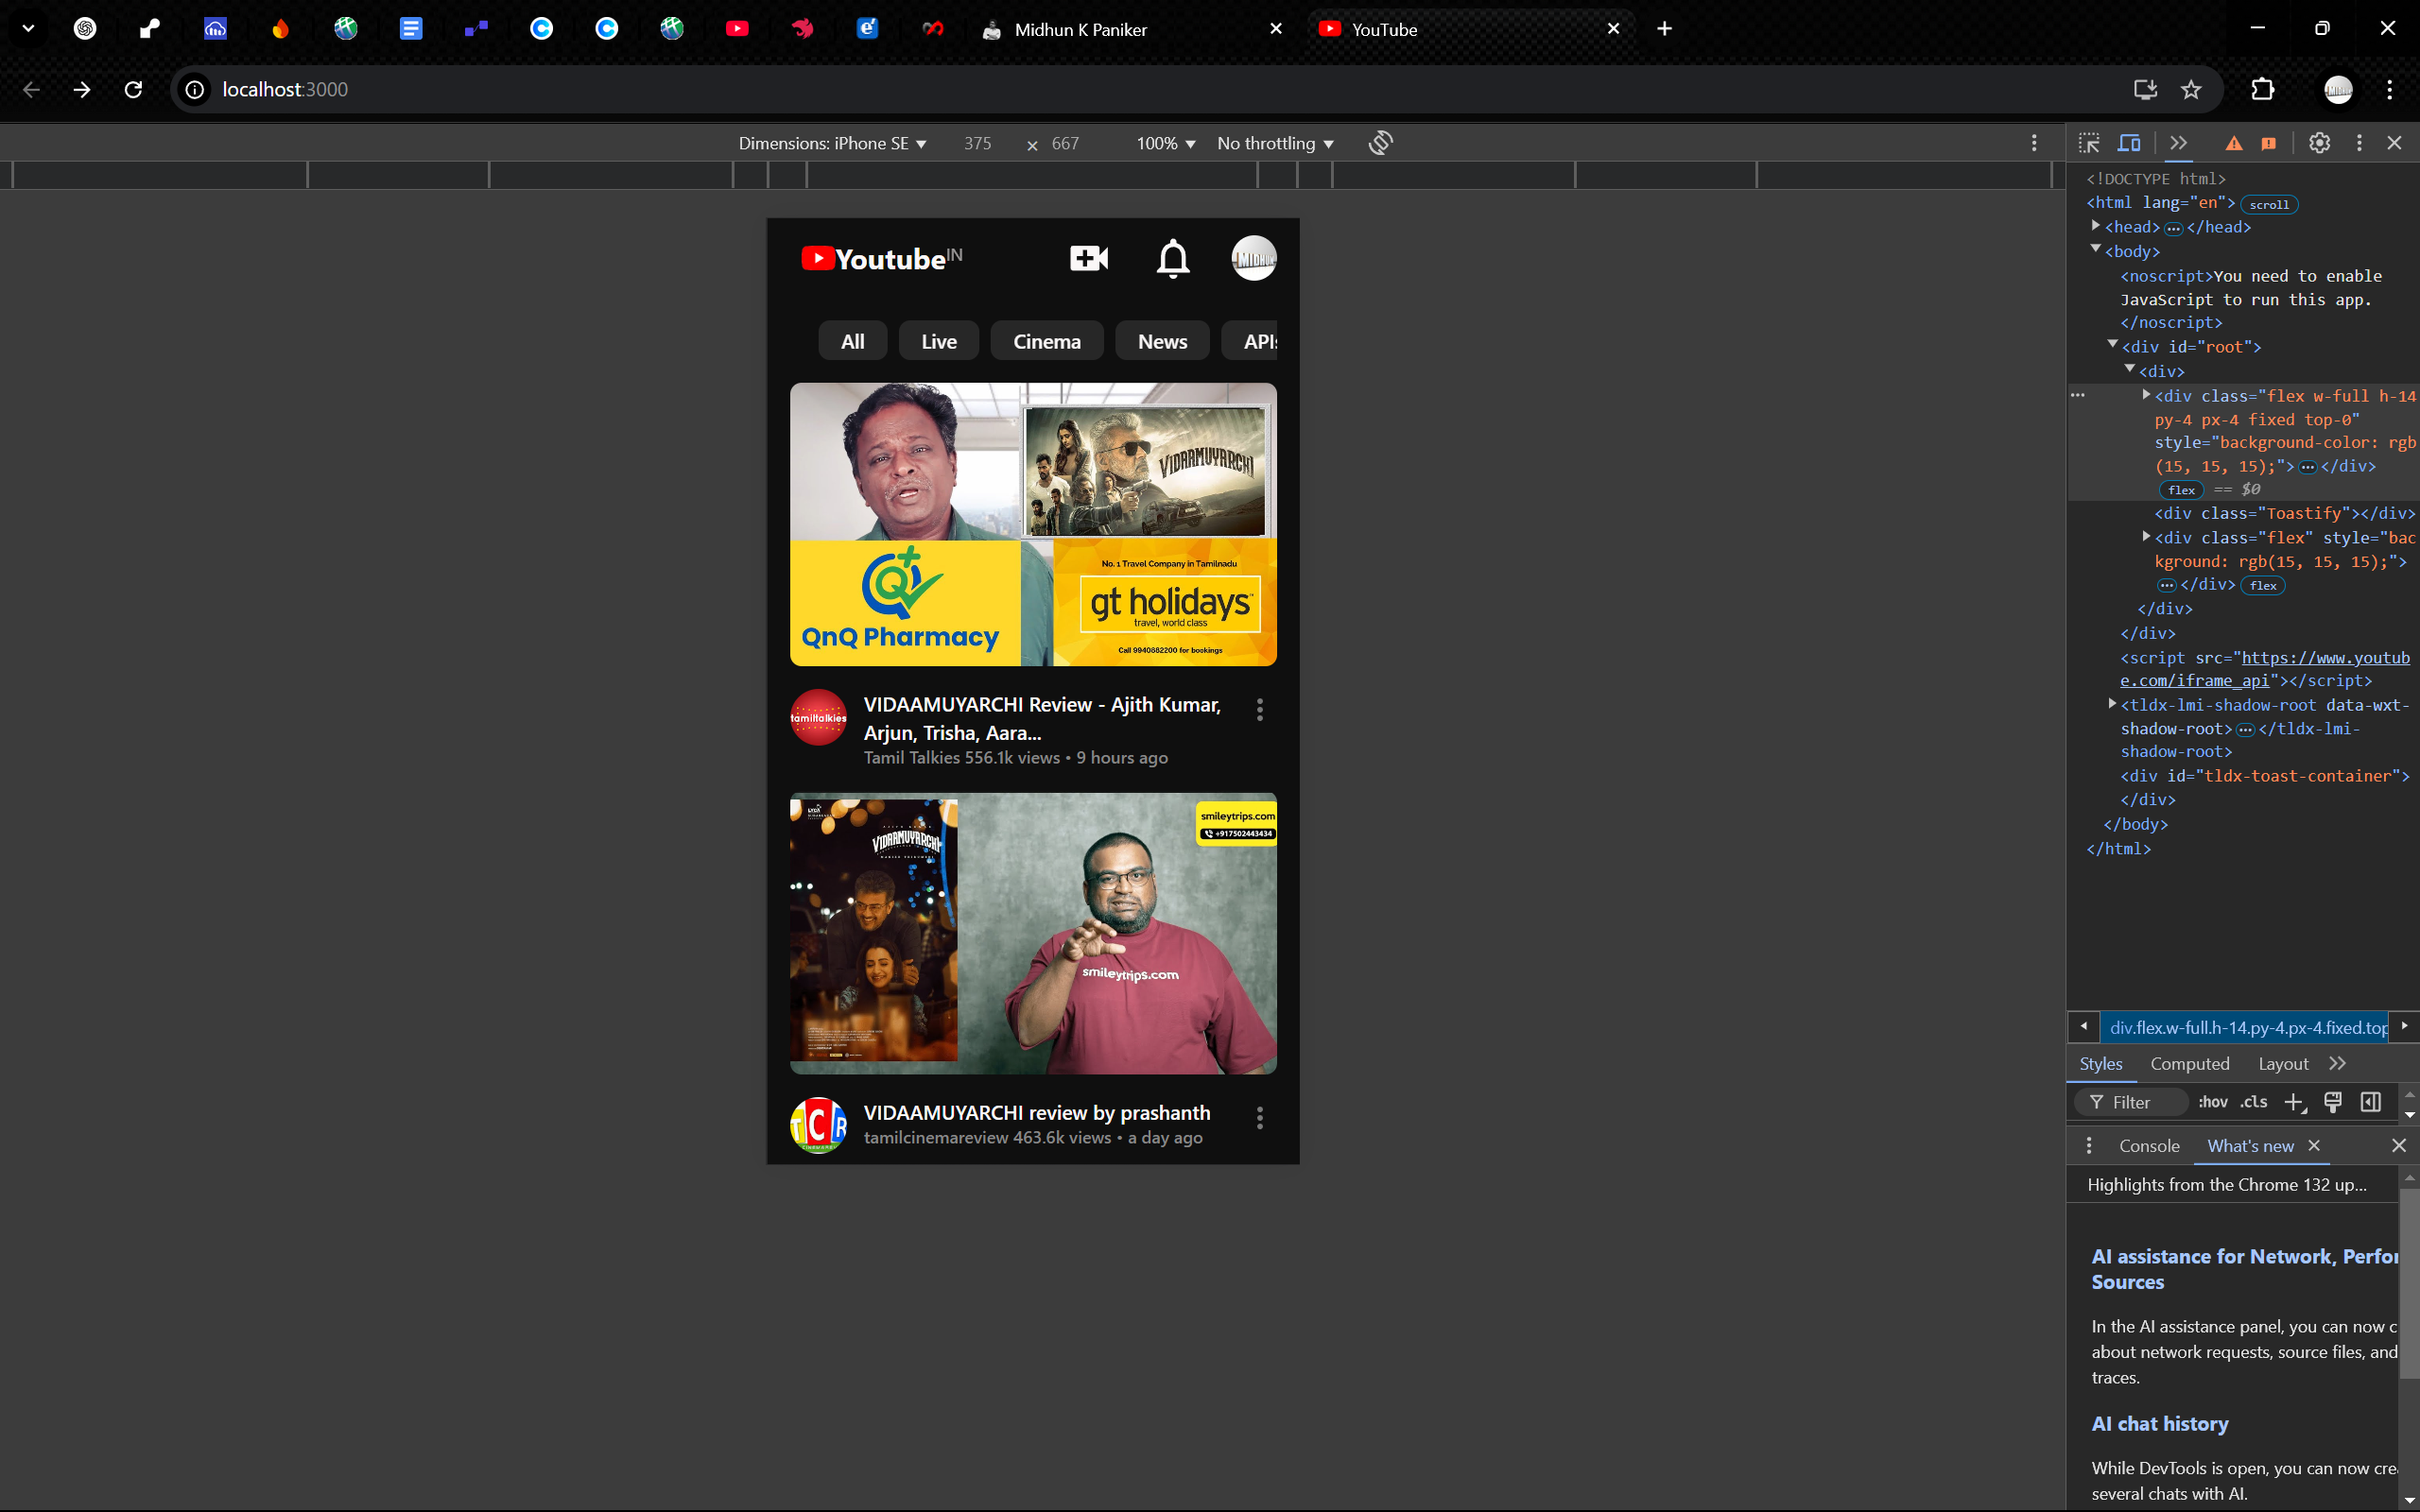 Midhun K Paniker
YouTube
localhost:3000
Dimensions: iPhone SE
375
×
667
100%
No throttling
YoutubeIN
MIDHUN
All
Live
Cinema
News
APIs
VIDAAMUYARCHI
QnQ Pharmacy
No. 1 Travel Company in Tamilnadu
gt holidays
travel, world class
Call 9940882200 for bookings
tamiltalkies
VIDAAMUYARCHI Review - Ajith Kumar,
Arjun, Trisha, Aara...
Tamil Talkies 556.1k views • 9 hours ago
VIDAAMUYARCHI
smileytrips.com
+917502443434
smileytrips.com
TCR
VIDAAMUYARCHI review by prashanth
tamilcinemareview 463.6k views • a day ago
<!DOCTYPE html>
<html lang="en"> scroll
<head> … </head>
<body>
<noscript>You need to enable
JavaScript to run this app.
</noscript>
<div id="root">
<div>
<div class="flex w-full h-14
py-4 px-4 fixed top-0"
style="background-color: rgb
(15, 15, 15);"> … </div>
flex == $0
<div class="Toastify"></div>
<div class="flex" style="bac
kground: rgb(15, 15, 15);">
… </div> flex
</div>
</div>
<script src="https://www.youtub
e.com/iframe_api"></script>
<tldx-lmi-shadow-root data-wxt-
shadow-root> … </tldx-lmi-
shadow-root>
<div id="tldx-toast-container">
</div>
</body>
</html>
div.flex.w-full.h-14.py-4.px-4.fixed.top
Styles
Computed
Layout
Filter
:hov
.cls
Console
What's new
Highlights from the Chrome 132 up...
AI assistance for Network, Perfor
Sources
In the AI assistance panel, you can now c
about network requests, source files, and
traces.
AI chat history
While DevTools is open, you can now cre
several chats with AI.